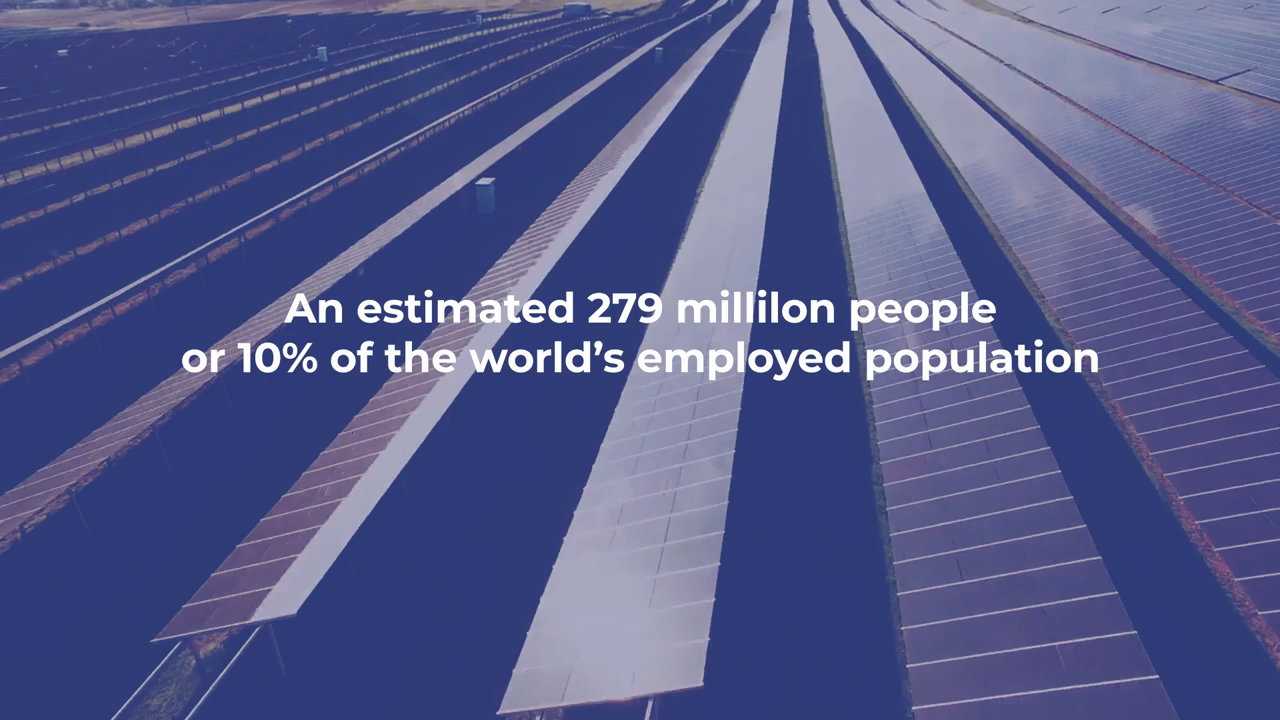 An estimated 279 millilon people
or 10% of the world’s employed population